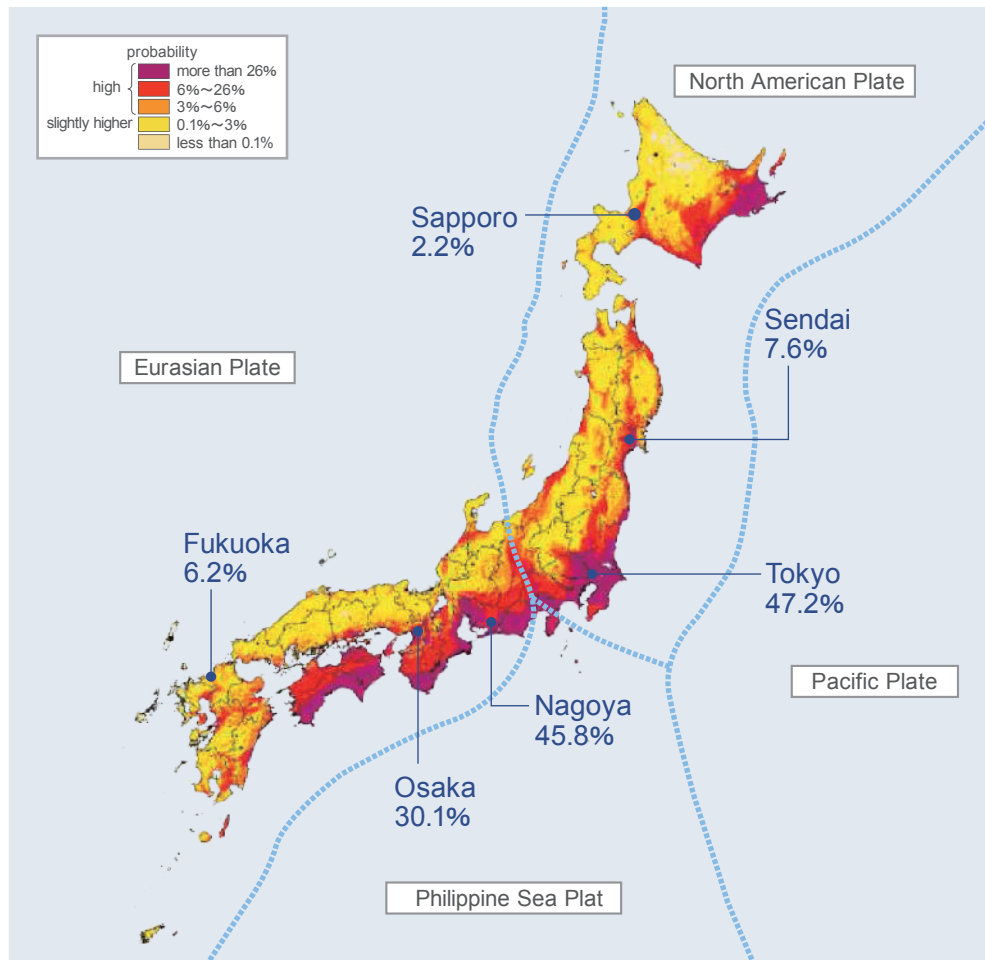 probability
high
more than 26%
6%～26%
3%～6%
slightly higher
0.1%～3%
less than 0.1%
North American Plate
Sapporo
2.2%
Sendai
7.6%
Eurasian Plate
Fukuoka
6.2%
Tokyo
47.2%
Pacific Plate
Nagoya
45.8%
Osaka
30.1%
Philippine Sea Plat